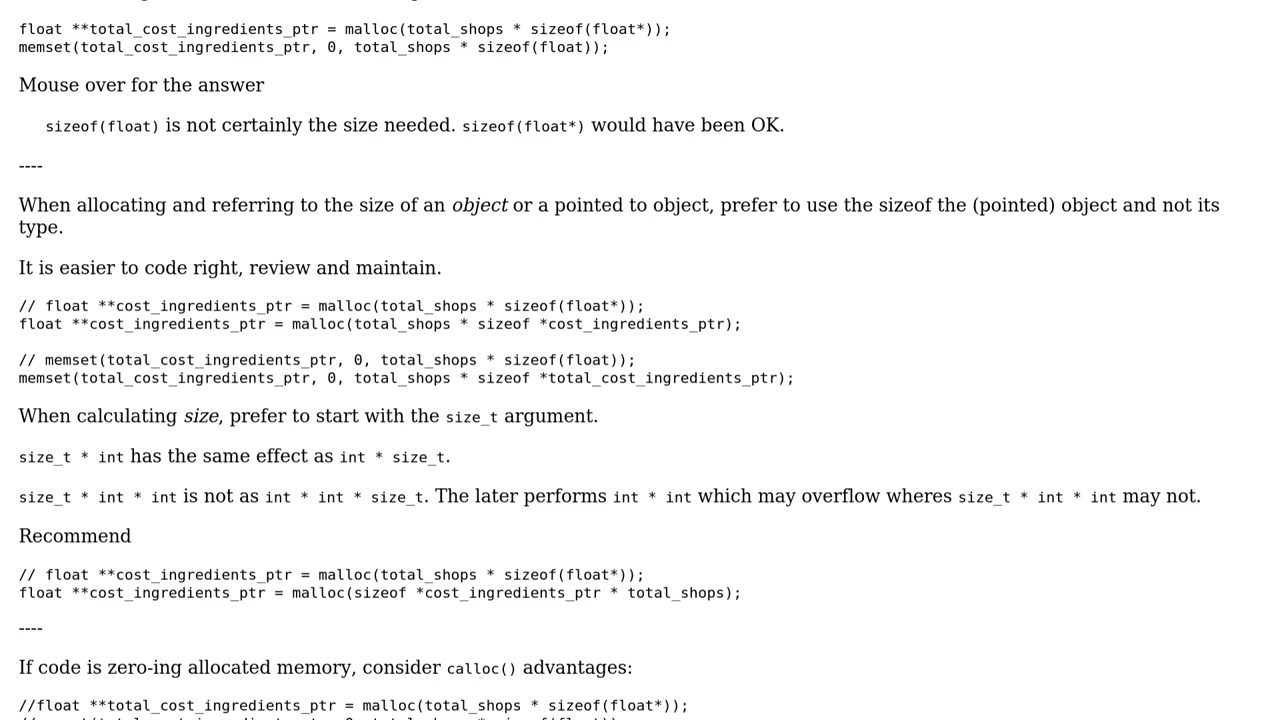 float **total_cost_ingredients_ptr = malloc(total_shops * sizeof(float*));
memset(total_cost_ingredients_ptr, 0, total_shops * sizeof(float));
Mouse over for the answer
sizeof(float) is not certainly the size needed. sizeof(float*) would have been OK.
----
When allocating and referring to the size of an object or a pointed to object, prefer to use the sizeof the (pointed) object and not its
type.
It is easier to code right, review and maintain.
// float **cost_ingredients_ptr = malloc(total_shops * sizeof(float*));
float **cost_ingredients_ptr = malloc(total_shops * sizeof *cost_ingredients_ptr);
// memset(total_cost_ingredients_ptr, 0, total_shops * sizeof(float));
memset(total_cost_ingredients_ptr, 0, total_shops * sizeof *total_cost_ingredients_ptr);
When calculating size, prefer to start with the size_t argument.
size_t * int has the same effect as int * size_t.
size_t * int * int is not as int * int * size_t. The later performs int * int which may overflow wheres size_t * int * int may not.
Recommend
// float **cost_ingredients_ptr = malloc(total_shops * sizeof(float*));
float **cost_ingredients_ptr = malloc(sizeof *cost_ingredients_ptr * total_shops);
----
If code is zero-ing allocated memory, consider calloc() advantages:
//float **total_cost_ingredients_ptr = malloc(total_shops * sizeof(float*));